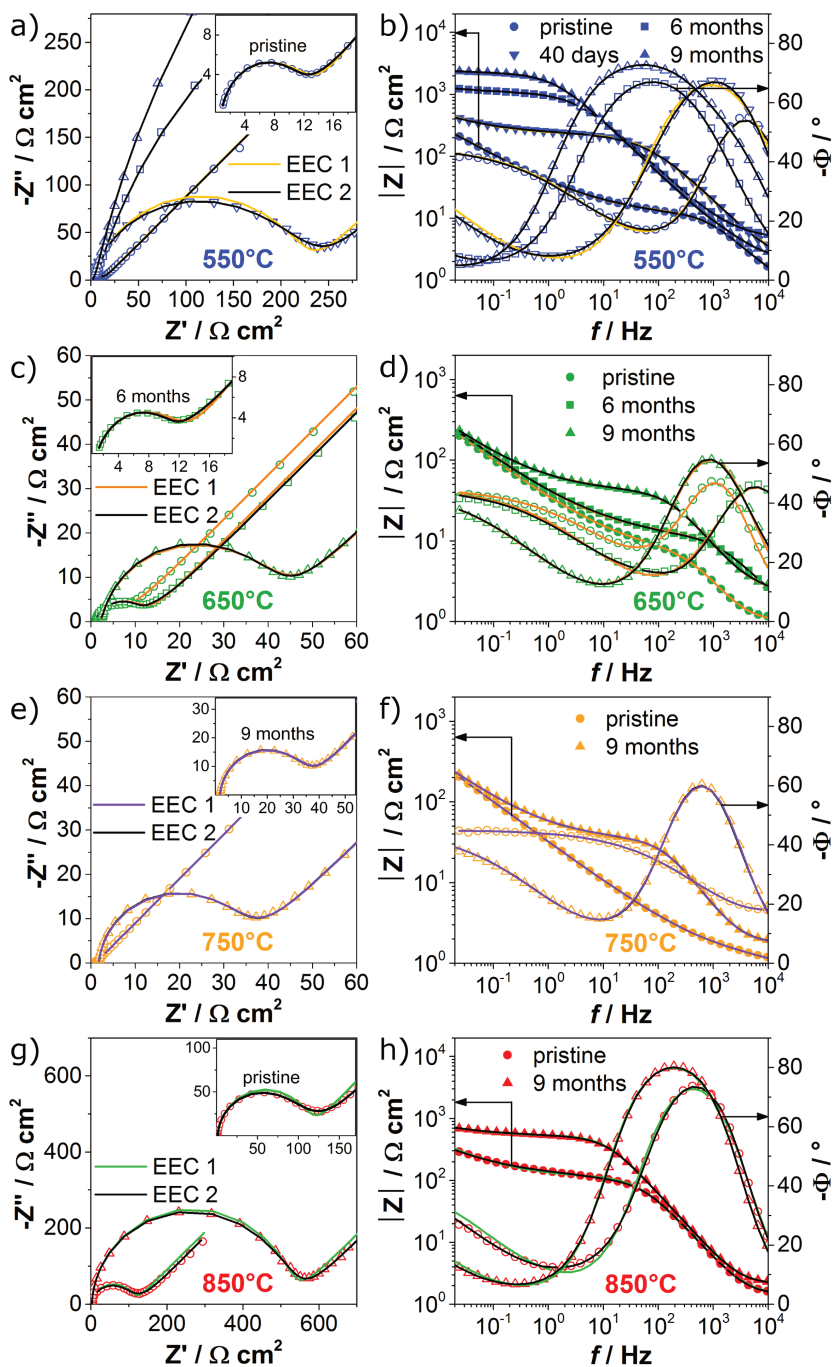 a)
280
240
200
150
100
50
0
-Z'' / Ω cm²
8
4
pristine
4 8 12 16
EEC 1
EEC 2
550°C
0 50 100 150 200 250
Z' / Ω cm²
b)
pristine
6 months
40 days
9 months
10⁴
10³
10²
10¹
10⁰
|Z| / Ω cm²
80
60
40
20
0
-Φ / °
550°C
10⁻¹ 10⁰ 10¹ 10² 10³ 10⁴
f / Hz
c)
60
50
40
30
20
10
0
-Z'' / Ω cm²
6 months
8
4
4 8 12 16
EEC 1
EEC 2
650°C
0 10 20 30 40 50 60
Z' / Ω cm²
d)
pristine
6 months
9 months
10³
10²
10¹
10⁰
|Z| / Ω cm²
80
60
40
20
0
-Φ / °
650°C
10⁻¹ 10⁰ 10¹ 10² 10³ 10⁴
f / Hz
e)
60
50
40
30
20
10
0
-Z'' / Ω cm²
30
20
10
0
9 months
0 10 20 30 40 50
EEC 1
EEC 2
750°C
0 10 20 30 40 50 60
Z' / Ω cm²
f)
pristine
9 months
10³
10²
10¹
10⁰
|Z| / Ω cm²
80
60
40
20
0
-Φ / °
750°C
10⁻¹ 10⁰ 10¹ 10² 10³ 10⁴
f / Hz
g)
600
400
200
0
-Z'' / Ω cm²
100
50
pristine
50 100 150
EEC 1
EEC 2
850°C
0 200 400 600
Z' / Ω cm²
h)
pristine
9 months
10⁴
10³
10²
10¹
10⁰
|Z| / Ω cm²
80
60
40
20
0
-Φ / °
850°C
10⁻¹ 10⁰ 10¹ 10² 10³ 10⁴
f / Hz